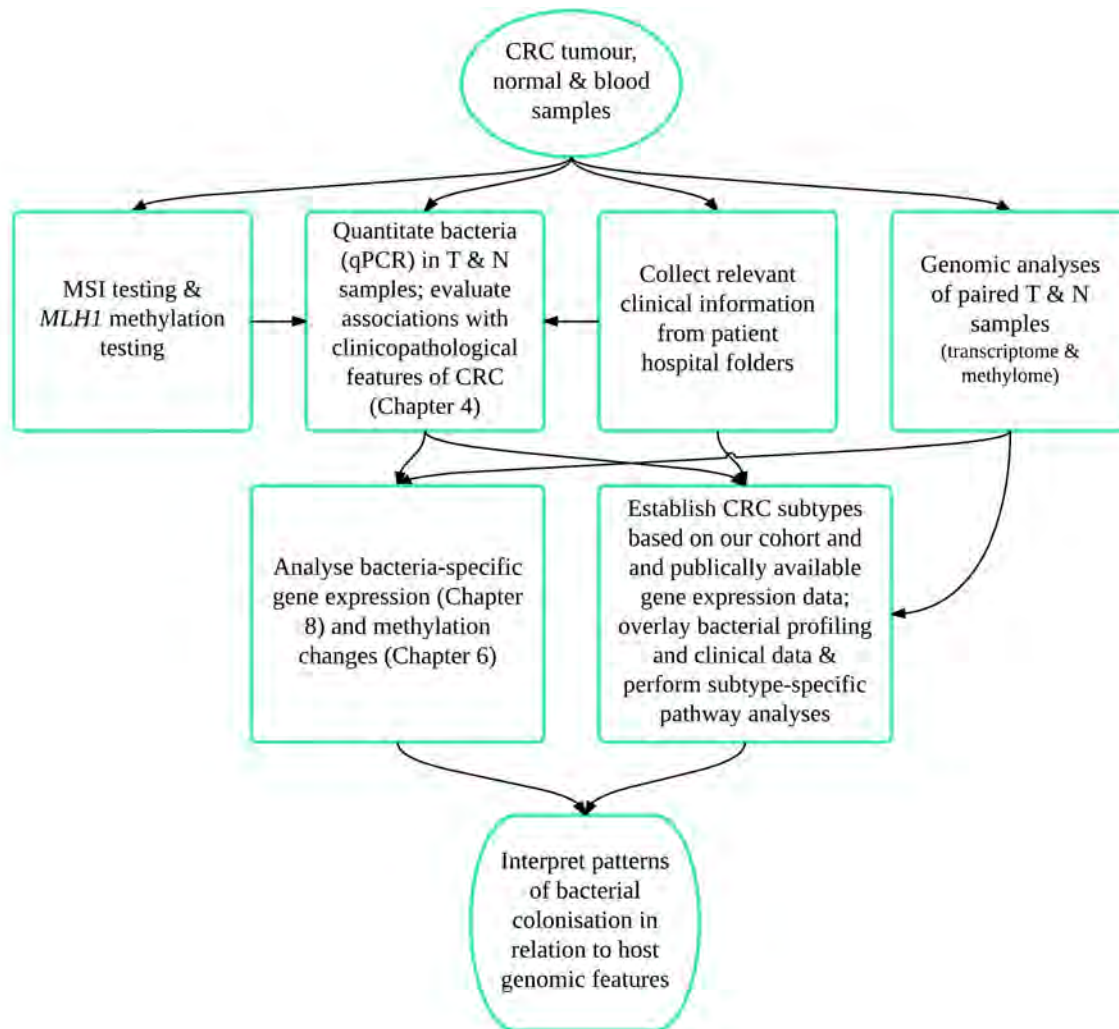 CRC tumour,
normal & blood
samples
MSI testing &
MLH1 methylation
testing
Quantitate bacteria
(qPCR) in T & N
samples; evaluate
associations with
clinicopathological
features of CRC
(Chapter 4)
Collect relevant
clinical information
from patient
hospital folders
Genomic analyses
of paired T & N
samples
(transcriptome &
methylome)
Analyse bacteria-specific
gene expression (Chapter
8) and methylation
changes (Chapter 6)
Establish CRC subtypes
based on our cohort and
and publically available
gene expression data;
overlay bacterial profiling
and clinical data &
perform subtype-specific
pathway analyses
Interpret patterns
of bacterial
colonisation in
relation to host
genomic features